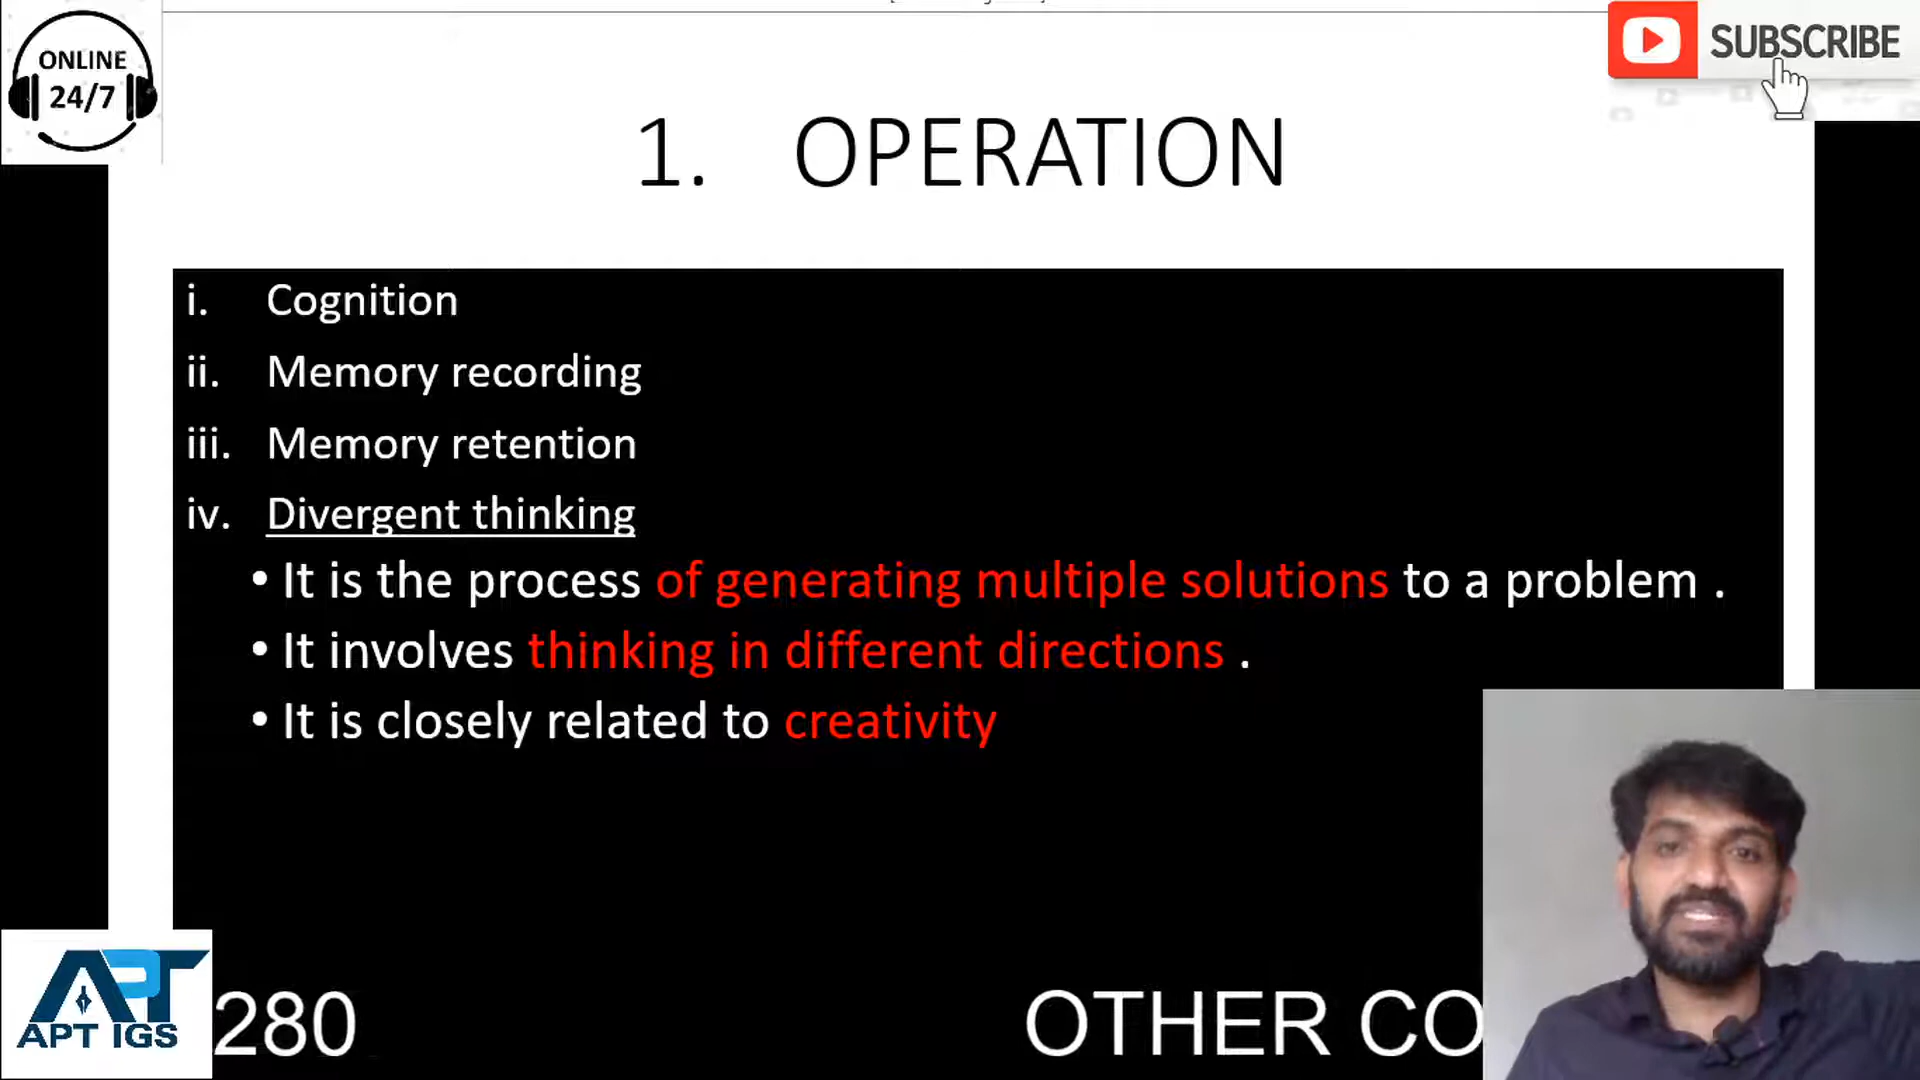 ONLINE
24/7
SUBSCRIBE
1. OPERATION
i. Cognition
ii. Memory recording
iii. Memory retention
iv. Divergent thinking
• It is the process of generating multiple solutions to a problem .
• It involves thinking in different directions .
• It is closely related to creativity
APT
APT IGS
280
OTHER CO